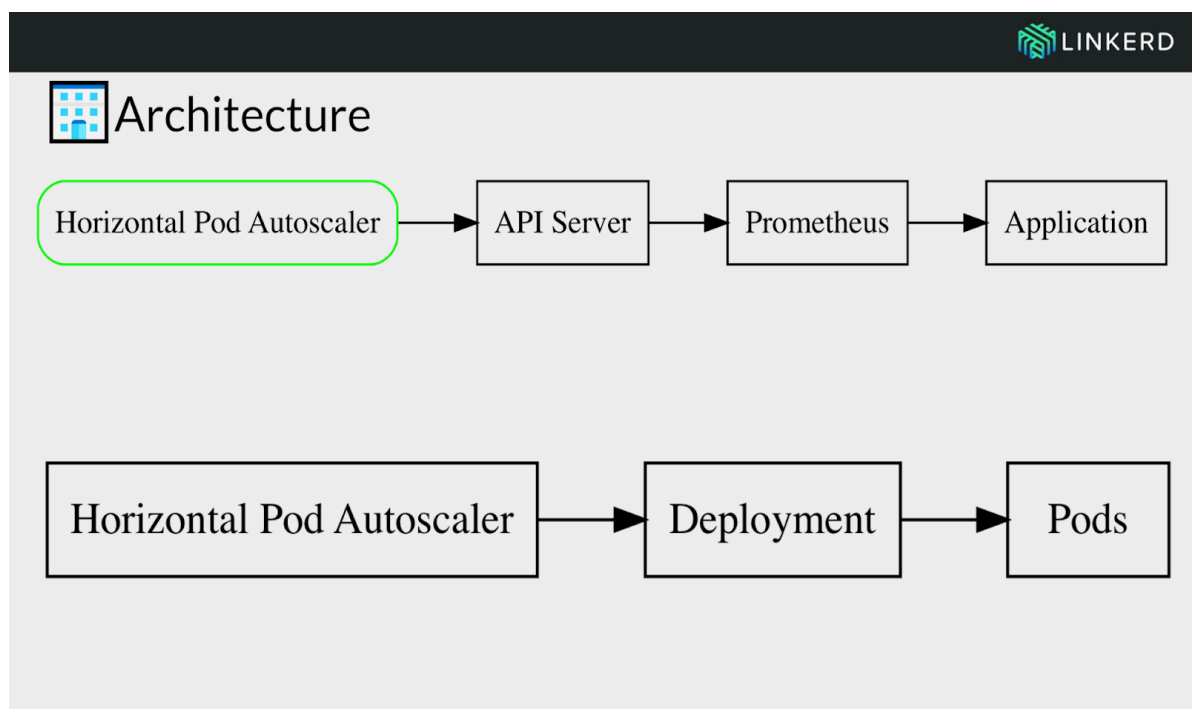 LINKERD
Architecture
Horizontal Pod Autoscaler
API Server
Prometheus
Application
Horizontal Pod Autoscaler
Deployment
Pods